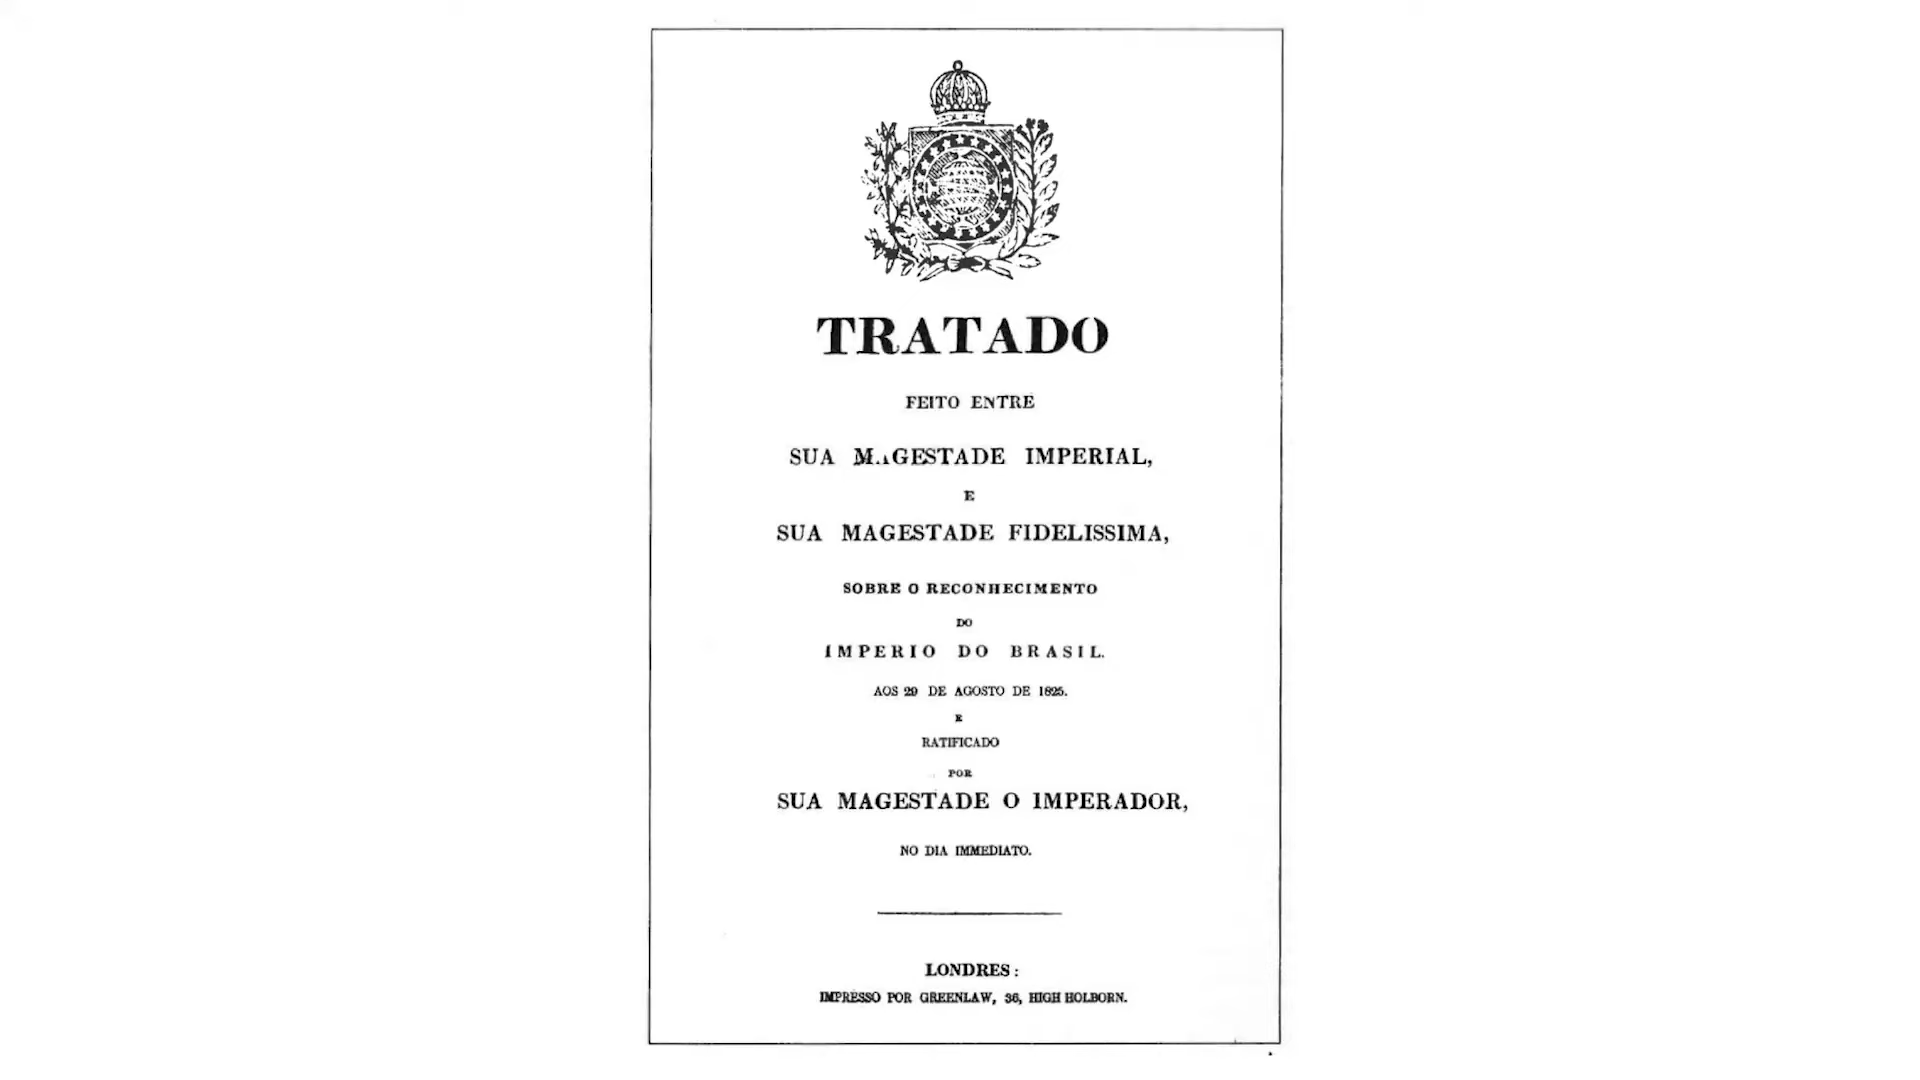 TRATADO
FEITO ENTRE
SUA MAGESTADE IMPERIAL,
E
SUA MAGESTADE FIDELISSIMA,
SOBRE O RECONHECIMENTO
DO
IMPERIO DO BRASIL.
AOS 29 DE AGOSTO DE 1825.
E
RATIFICADO
POR
SUA MAGESTADE O IMPERADOR,
NO DIA IMMEDIATO.
LONDRES:
IMPRESSO POR GREENLAW, 36, HIGH HOLBORN.